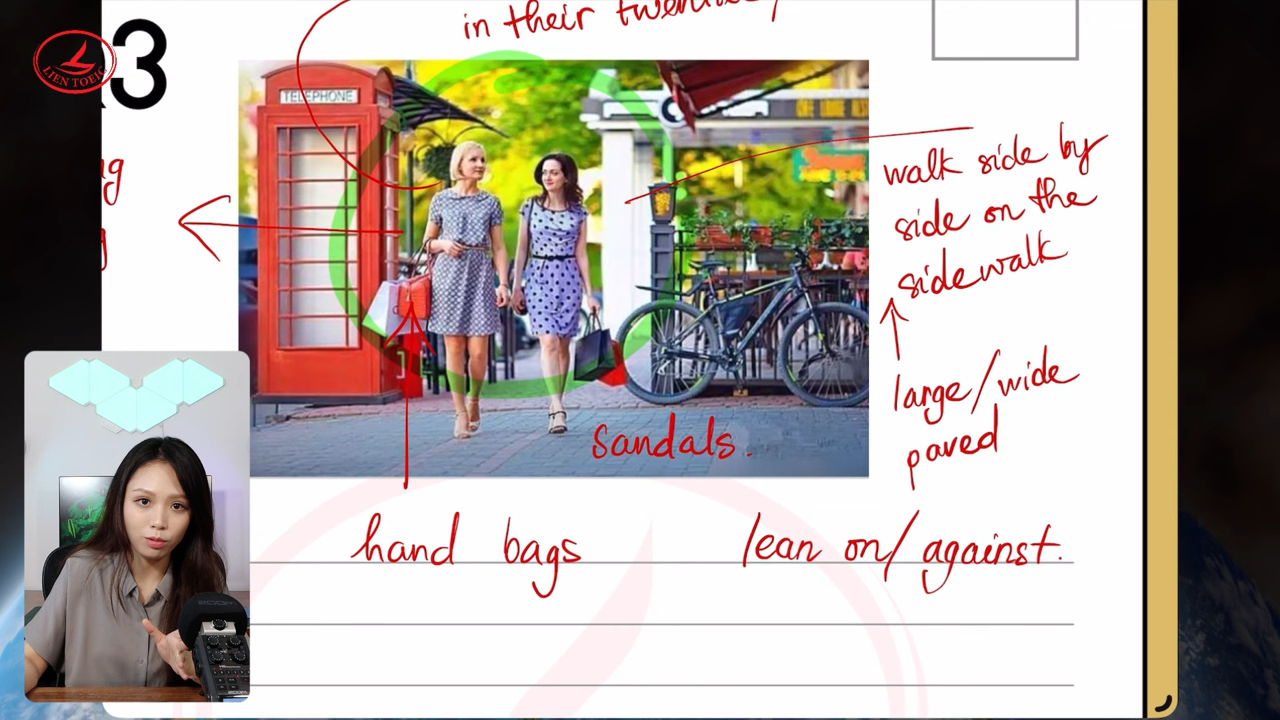 in their twenties
3
LIEN TOEIC
TELEPHONE
walk side by
side on the
sidewalk
large/wide
paved
sandals.
hand bags
lean on/against.
zoom